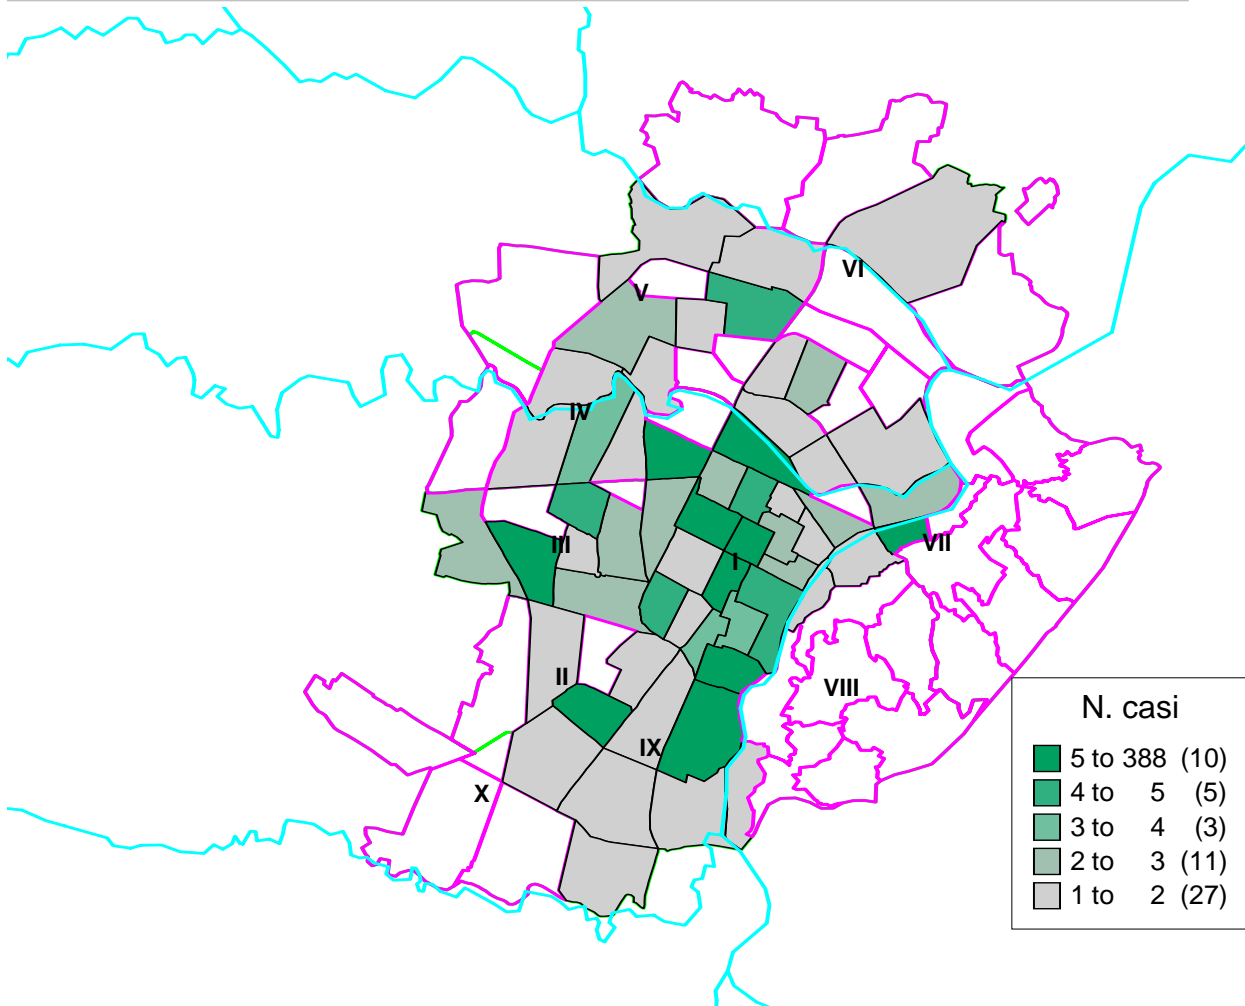 VI
V
IV
III
VII
I
II
VIII
IX
X
N. casi
5 to 388 (10)
4 to 5 (5)
3 to 4 (3)
2 to 3 (11)
1 to 2 (27)